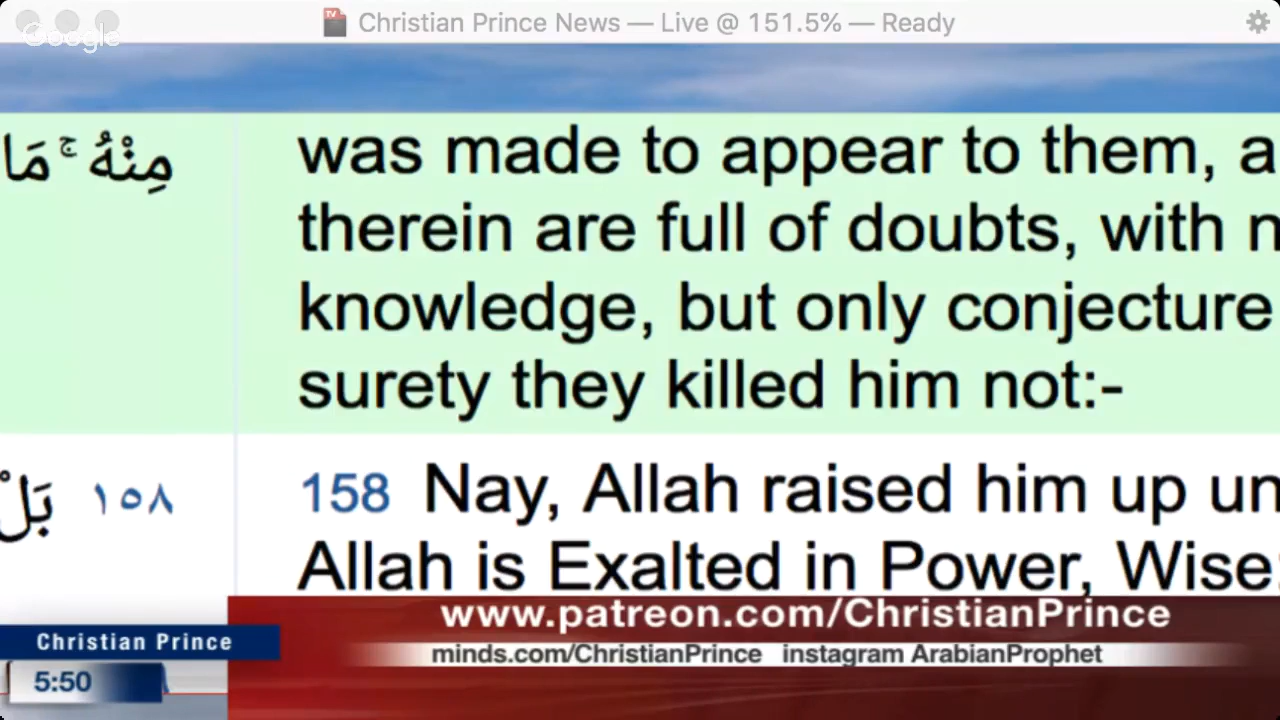 Christian Prince News — Live @ 151.5% — Ready
Google
TV
مِنْهُ ۚ مَا
was made to appear to them, a
therein are full of doubts, with n
knowledge, but only conjecture
surety they killed him not:-
١٥٨ بَلْ
158 Nay, Allah raised him up un
Allah is Exalted in Power, Wise:
www.patreon.com/ChristianPrince
Christian Prince
minds.com/ChristianPrince instagram ArabianProphet
5:50